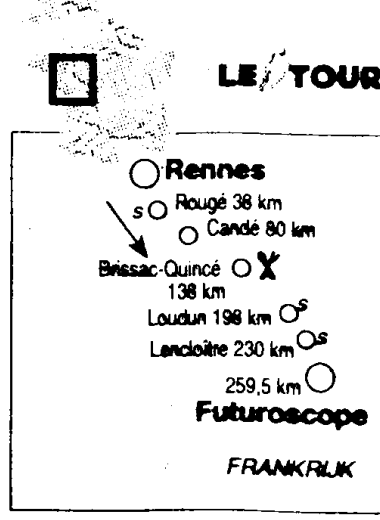 LE TOUR
Rennes
s Rougé 38 km
Candé 80 km
Brissac-Quincé
138 km
Loudun 198 km s
Lencloître 230 km s
259,5 km
Futuroscope
FRANKRIJK